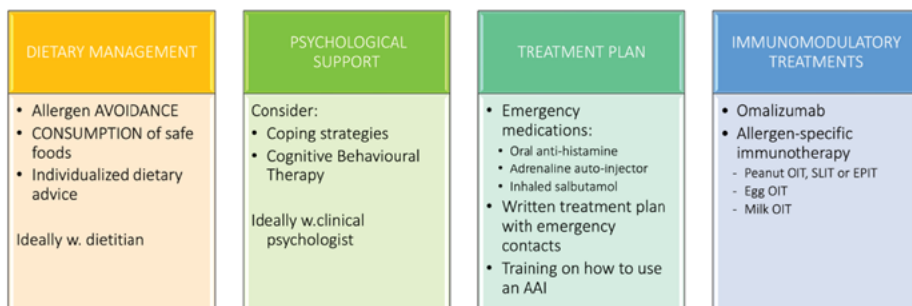 DIETARY MANAGEMENT
• Allergen AVOIDANCE
• CONSUMPTION of safe
foods
• Individualized dietary
advice
Ideally w. dietitian
PSYCHOLOGICAL
SUPPORT
Consider:
• Coping strategies
• Cognitive Behavioural
Therapy
Ideally w.clinical
psychologist
TREATMENT PLAN
• Emergency
medications:
• Oral anti-histamine
• Adrenaline auto-injector
• Inhaled salbutamol
• Written treatment plan
with emergency
contacts
• Training on how to use
an AAI
IMMUNOMODULATORY
TREATMENTS
• Omalizumab
• Allergen-specific
immunotherapy
- Peanut OIT, SLIT or EPIT
- Egg OIT
- Milk OIT